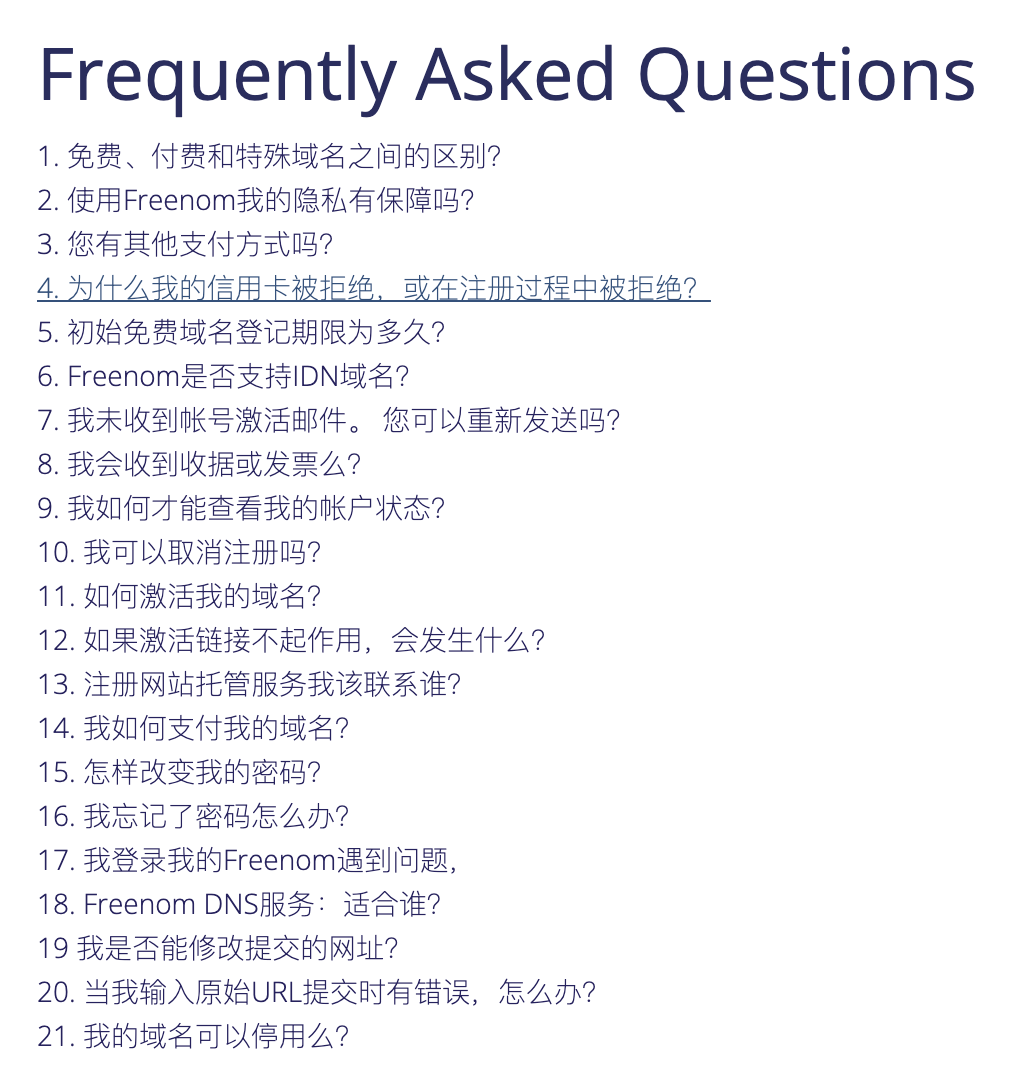 Frequently Asked Questions
1. 免费、付费和特殊域名之间的区别?
2. 使用Freenom我的隐私有保障吗?
3. 您有其他支付方式吗?
4. 为什么我的信用卡被拒绝，或在注册过程中被拒绝？
5. 初始免费域名登记期限为多久?
6. Freenom是否支持IDN域名?
7. 我未收到帐号激活邮件。 您可以重新发送吗?
8. 我会收到收据或发票么?
9. 我如何才能查看我的帐户状态?
10. 我可以取消注册吗?
11. 如何激活我的域名?
12. 如果激活链接不起作用，会发生什么?
13. 注册网站托管服务我该联系谁?
14. 我如何支付我的域名?
15. 怎样改变我的密码?
16. 我忘记了密码怎么办?
17. 我登录我的Freenom遇到问题，
18. Freenom DNS服务：适合谁?
19 我是否能修改提交的网址?
20. 当我输入原始URL提交时有错误，怎么办?
21. 我的域名可以停用么?